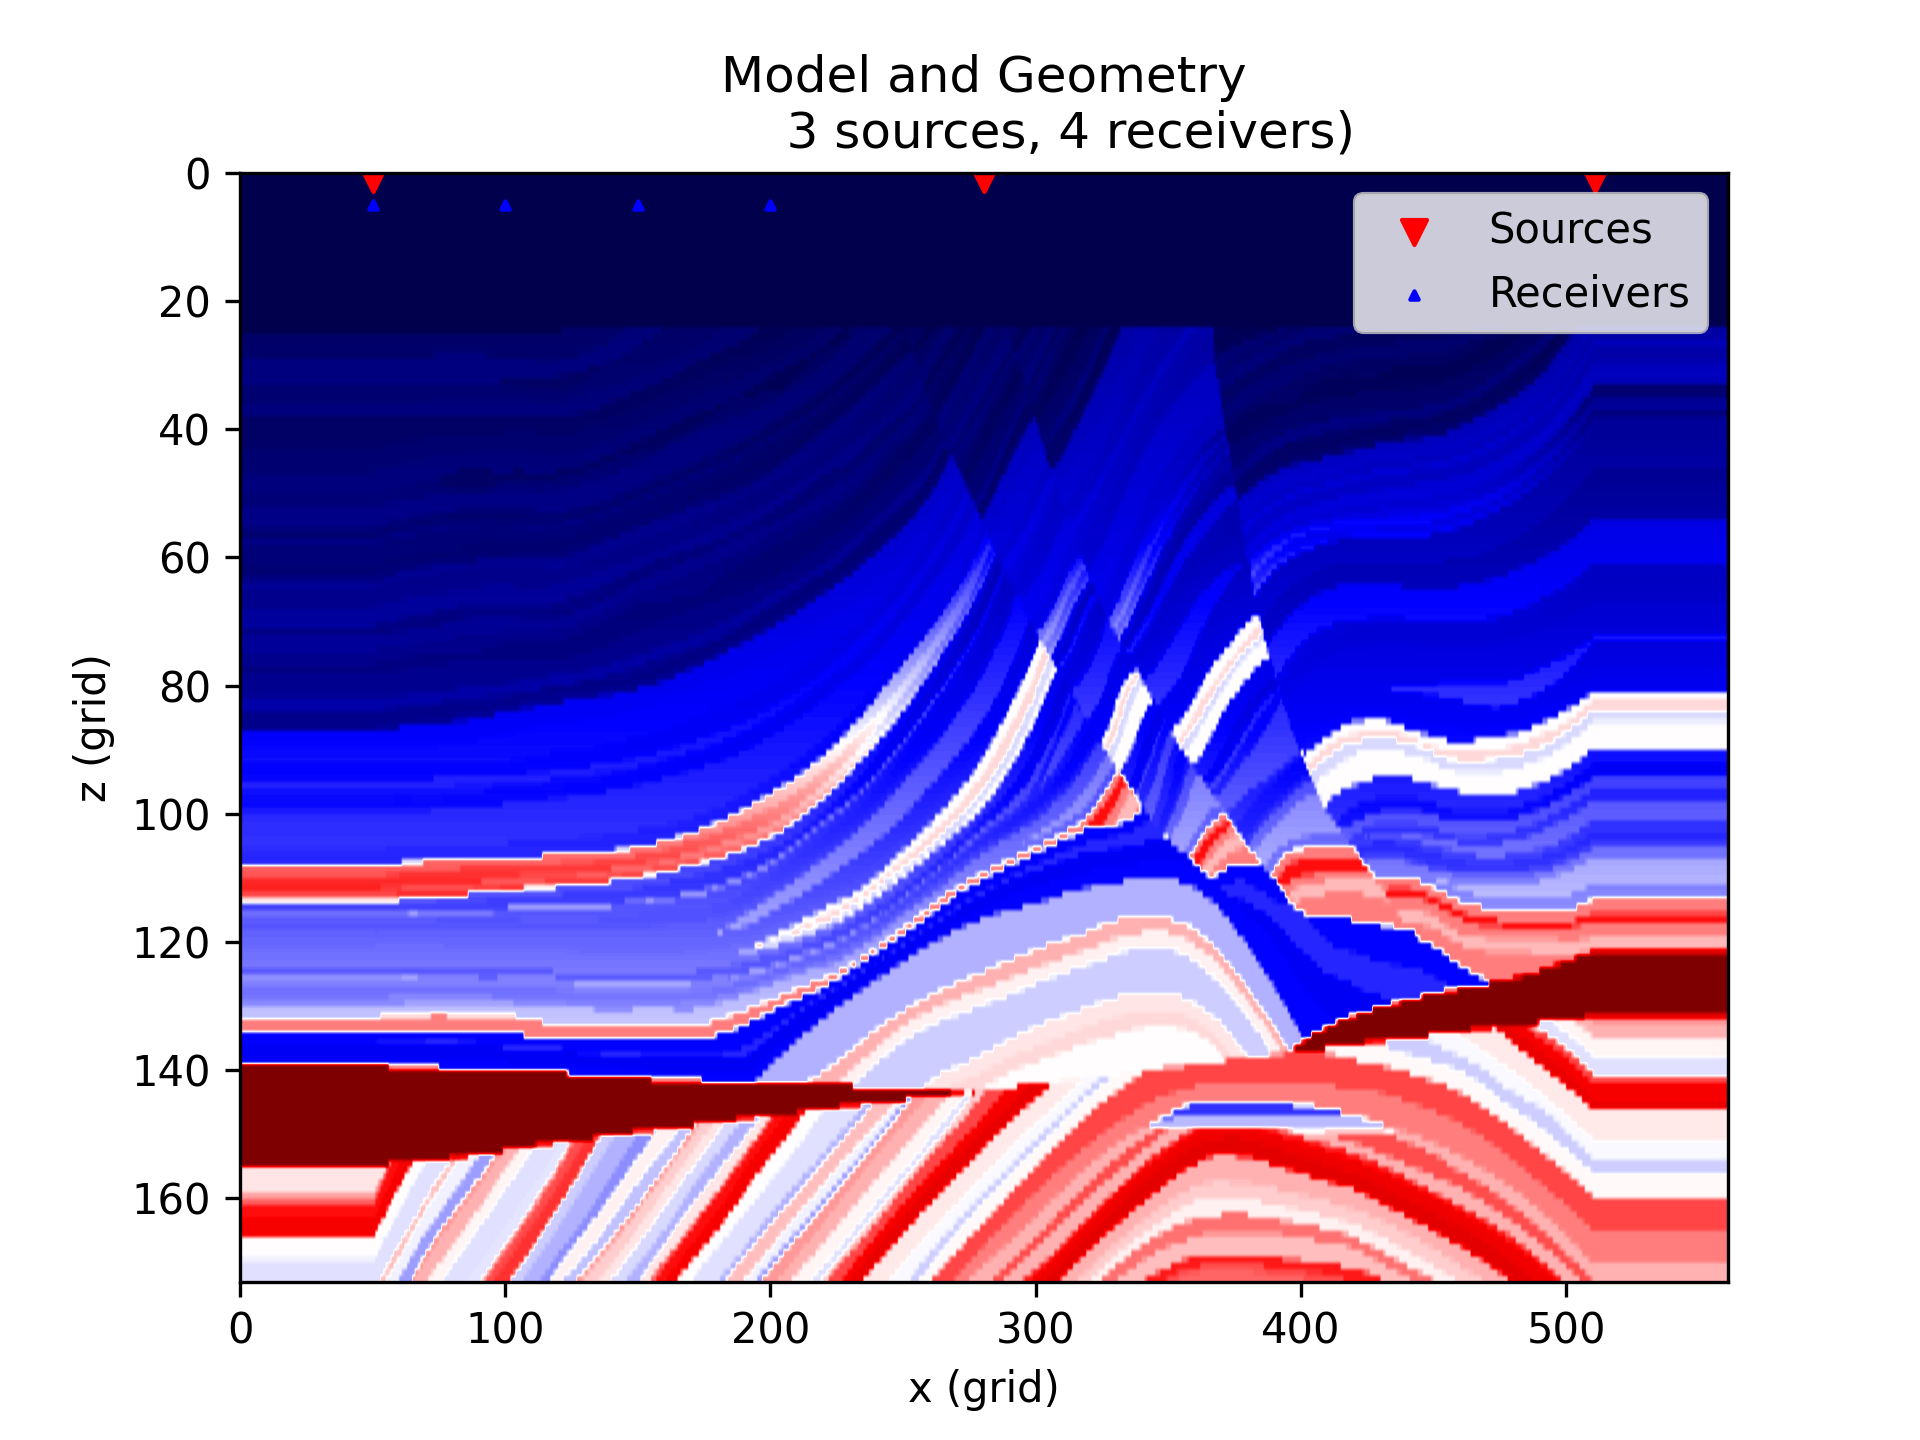 Model and Geometry
3 sources, 4 receivers)
Sources
Receivers
0
20
40
60
80
100
120
140
160
z (grid)
0 100 200 300 400 500
x (grid)